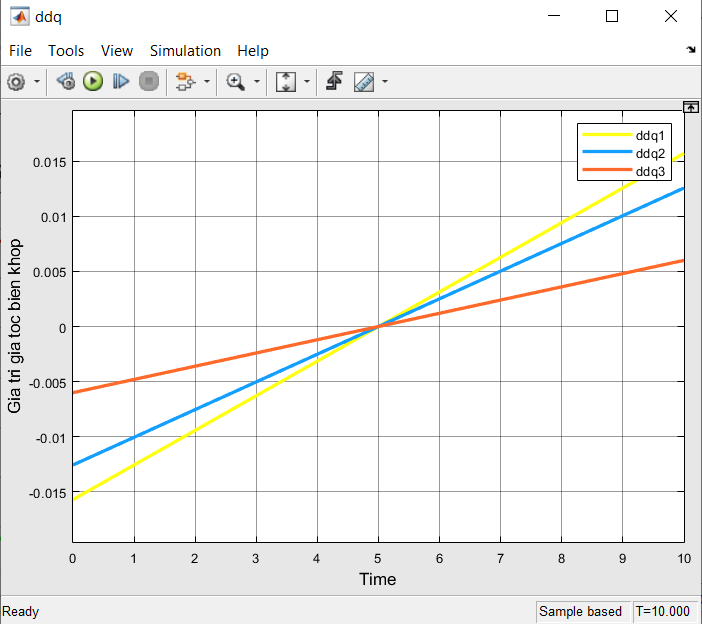 ddq
File Tools View Simulation Help
ddq1
ddq2
ddq3
0.015
0.01
0.005
0
-0.005
-0.01
-0.015
Gia tri gia toc bien khop
0 1 2 3 4 5 6 7 8 9 10
Time
Ready Sample based T=10.000